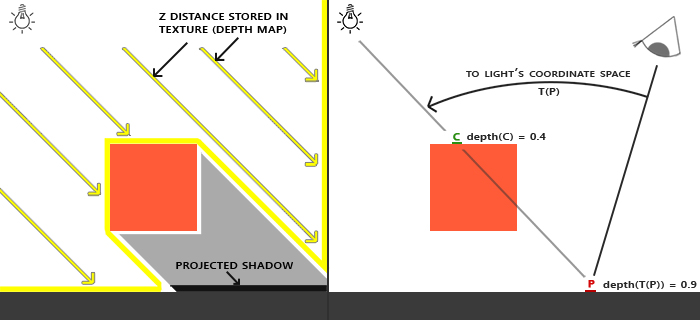 Z DISTANCE STORED IN
TEXTURE (DEPTH MAP)
PROJECTED SHADOW
TO LIGHT'S COORDINATE SPACE
T(P)
C depth(C) = 0.4
P depth(T(P)) = 0.9